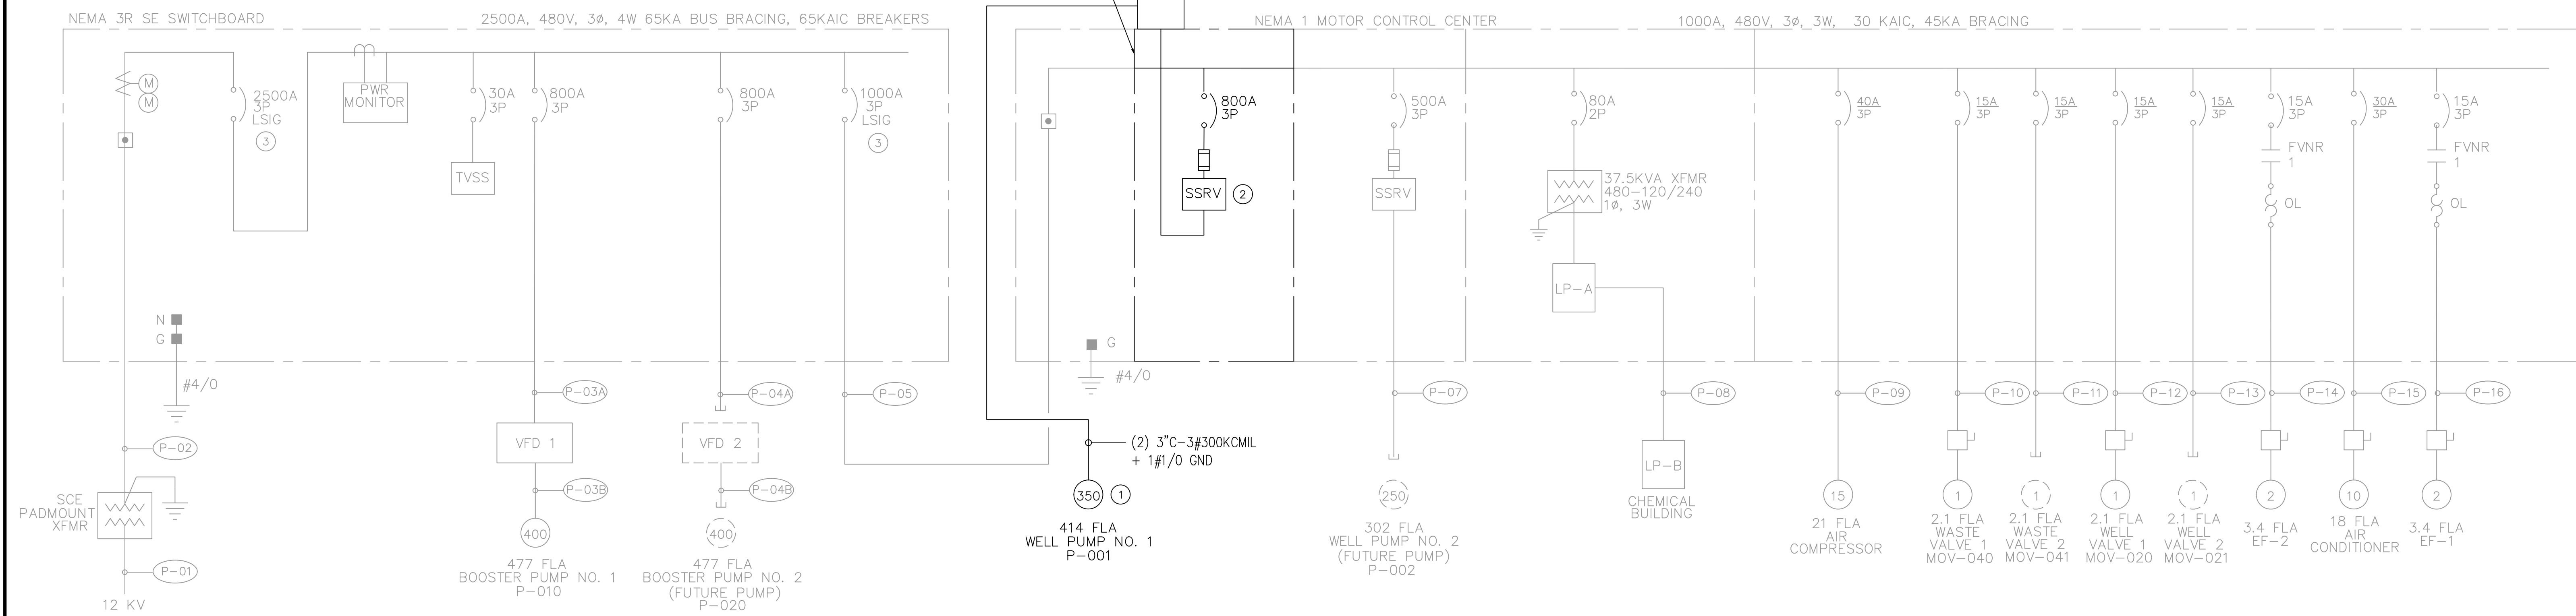 NEMA 3R SE SWITCHBOARD
2500A, 480V, 3ø, 4W 65KA BUS BRACING, 65KAIC BREAKERS
NEMA 1 MOTOR CONTROL CENTER
1000A, 480V, 3ø, 3W, 30 KAIC, 45KA BRACING
M
M
2500A
3P
LSIG
3
PWR
MONITOR
30A
3P
TVSS
800A
3P
800A
3P
1000A
3P
LSIG
3
800A
3P
SSRV
2
500A
3P
SSRV
80A
2P
37.5KVA XFMR
480-120/240
1ø, 3W
LP-A
40A
3P
15A
3P
15A
3P
15A
3P
15A
3P
15A
3P
FVNR
1
OL
30A
3P
15A
3P
FVNR
1
OL
N
G
#4/0
G
#4/0
P-02
SCE
PADMOUNT
XFMR
P-01
12 KV
P-03A
VFD 1
P-03B
400
477 FLA
BOOSTER PUMP NO. 1
P-010
P-04A
VFD 2
P-04B
400
477 FLA
BOOSTER PUMP NO. 2
(FUTURE PUMP)
P-020
P-05
(2) 3"C-3#300KCMIL
+ 1#1/0 GND
350
1
414 FLA
WELL PUMP NO. 1
P-001
P-07
250
302 FLA
WELL PUMP NO. 2
(FUTURE PUMP)
P-002
P-08
LP-B
CHEMICAL
BUILDING
P-09
15
21 FLA
AIR
COMPRESSOR
P-10
1
2.1 FLA
WASTE
VALVE 1
MOV-040
P-11
1
2.1 FLA
WASTE
VALVE 2
MOV-041
P-12
1
2.1 FLA
WELL
VALVE 1
MOV-020
P-13
1
2.1 FLA
WELL
VALVE 2
MOV-021
P-14
2
3.4 FLA
EF-2
P-15
10
18 FLA
AIR
CONDITIONER
P-16
2
3.4 FLA
EF-1